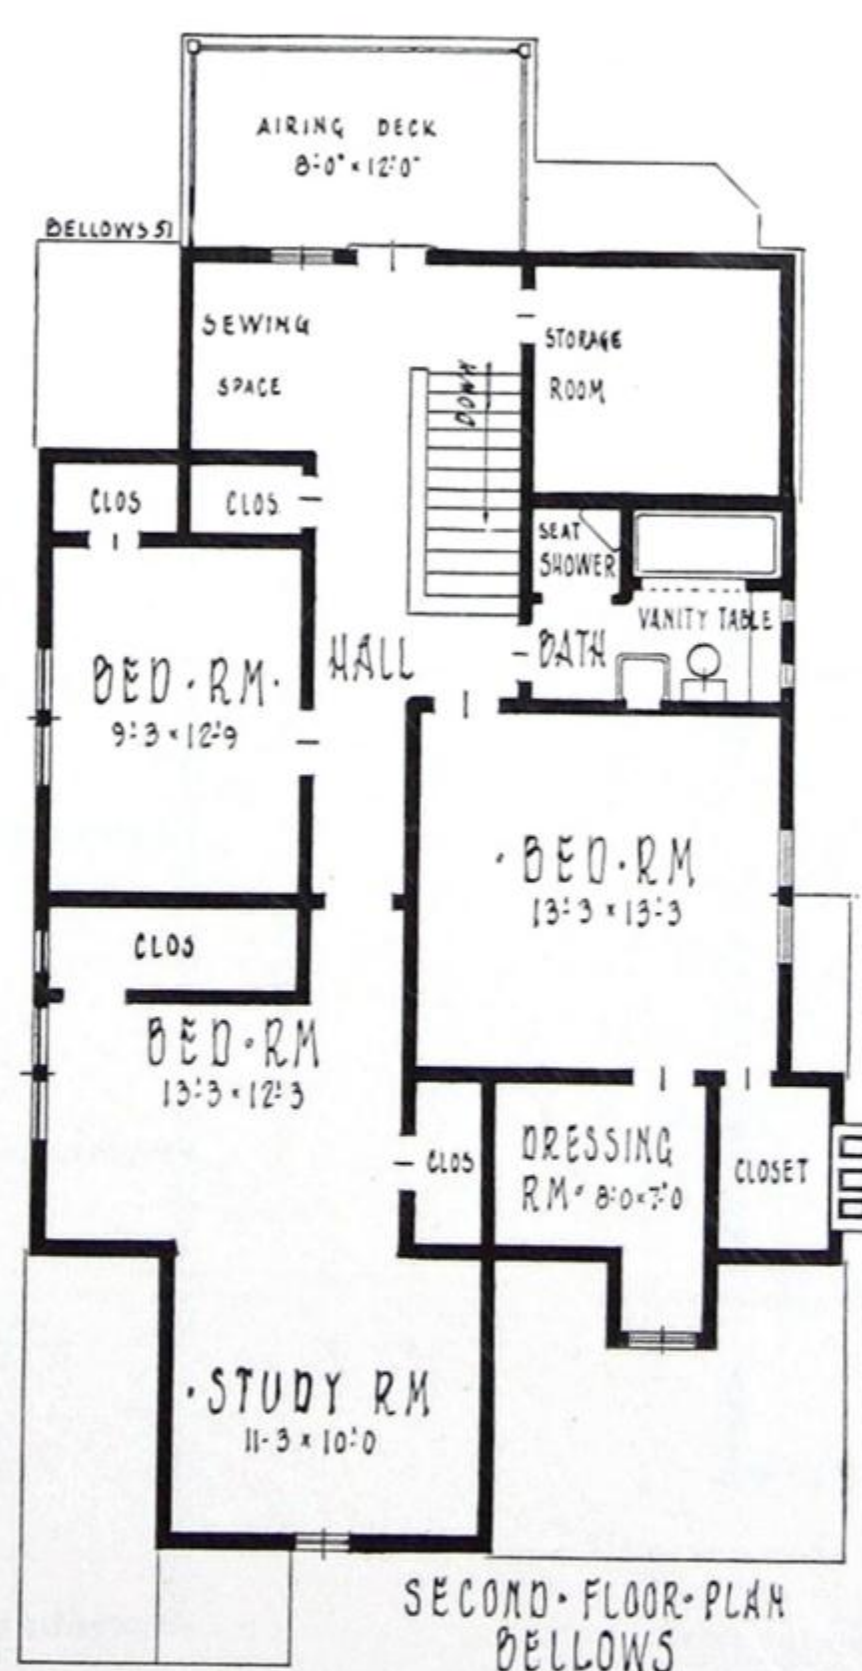 AIRING DECK
8'-0" x 12'-0"
BELLOWS 51
SEWING
SPACE
STORAGE
ROOM
DOWN
CLOS
CLOS
SEAT
SHOWER
VANITY TABLE
HALL
BATH
BED·RM·
9'-3 x 12'-9
·BED·RM
13'-3 x 13'-3
CLOS
BED·RM
13'-3 x 12'-3
CLOS
DRESSING
RM· 8'-0 x 7'-0
CLOSET
·STUDY RM
11-3 x 10'-0
SECOND·FLOOR·PLAN
BELLOWS